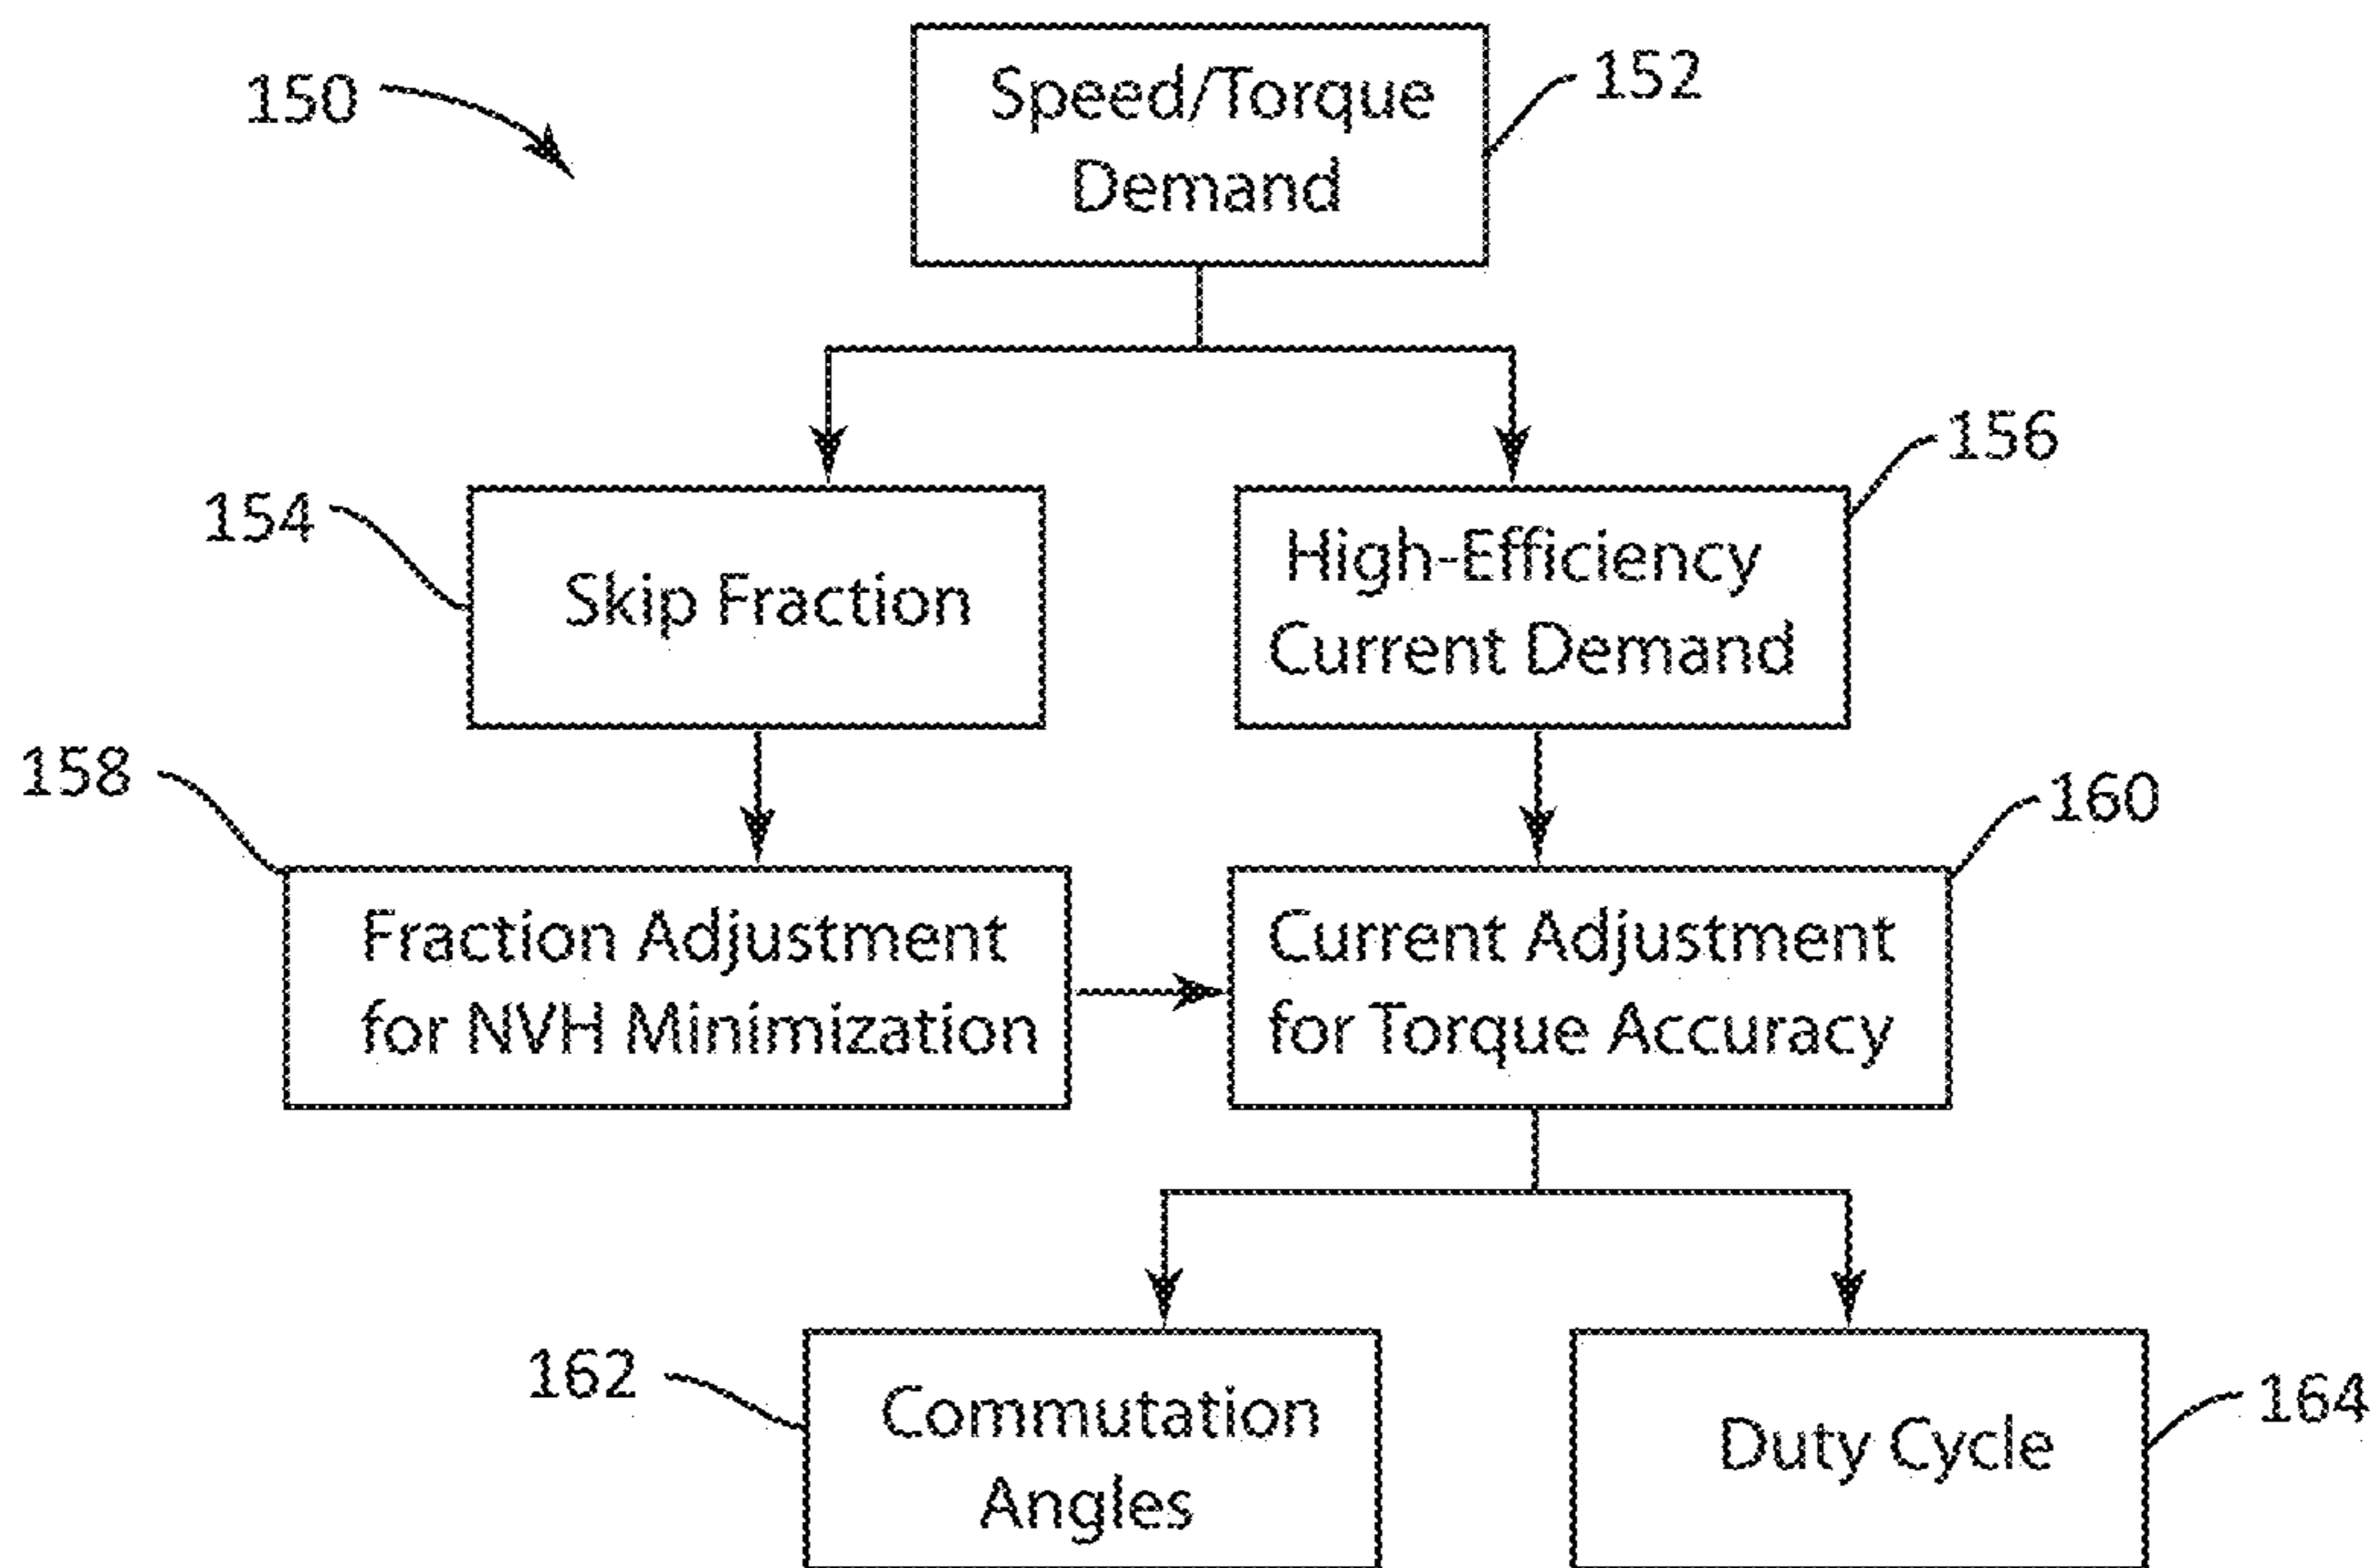 150
Speed/Torque
Demand
152
154
Skip Fraction
High-Efficiency
Current Demand
156
158
Fraction Adjustment
for NVH Minimization
Current Adjustment
for Torque Accuracy
160
162
Commutation
Angles
Duty Cycle
164